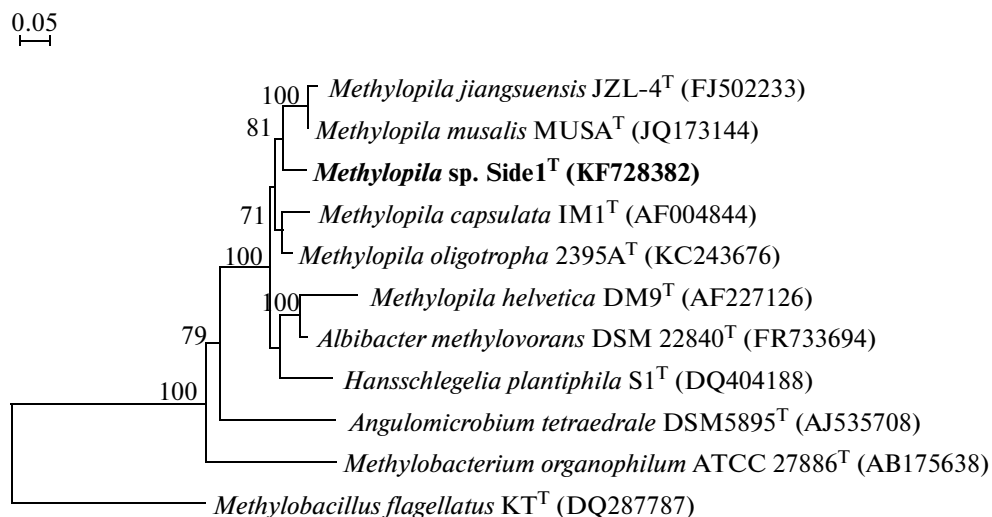 0.05
100 Methylopila jiangsuensis JZL-4ᵀ (FJ502233)
81 Methylopila musalis MUSAᵀ (JQ173144)
Methylopila sp. Side1ᵀ (KF728382)
71 Methylopila capsulata IM1ᵀ (AF004844)
100 Methylopila oligotropha 2395Aᵀ (KC243676)
100 Methylopila helvetica DM9ᵀ (AF227126)
79 Albibacter methylovorans DSM 22840ᵀ (FR733694)
100 Hansschlegelia plantiphila S1ᵀ (DQ404188)
Angulomicrobium tetraedrale DSM5895ᵀ (AJ535708)
Methylobacterium organophilum ATCC 27886ᵀ (AB175638)
Methylobacillus flagellatus KTᵀ (DQ287787)